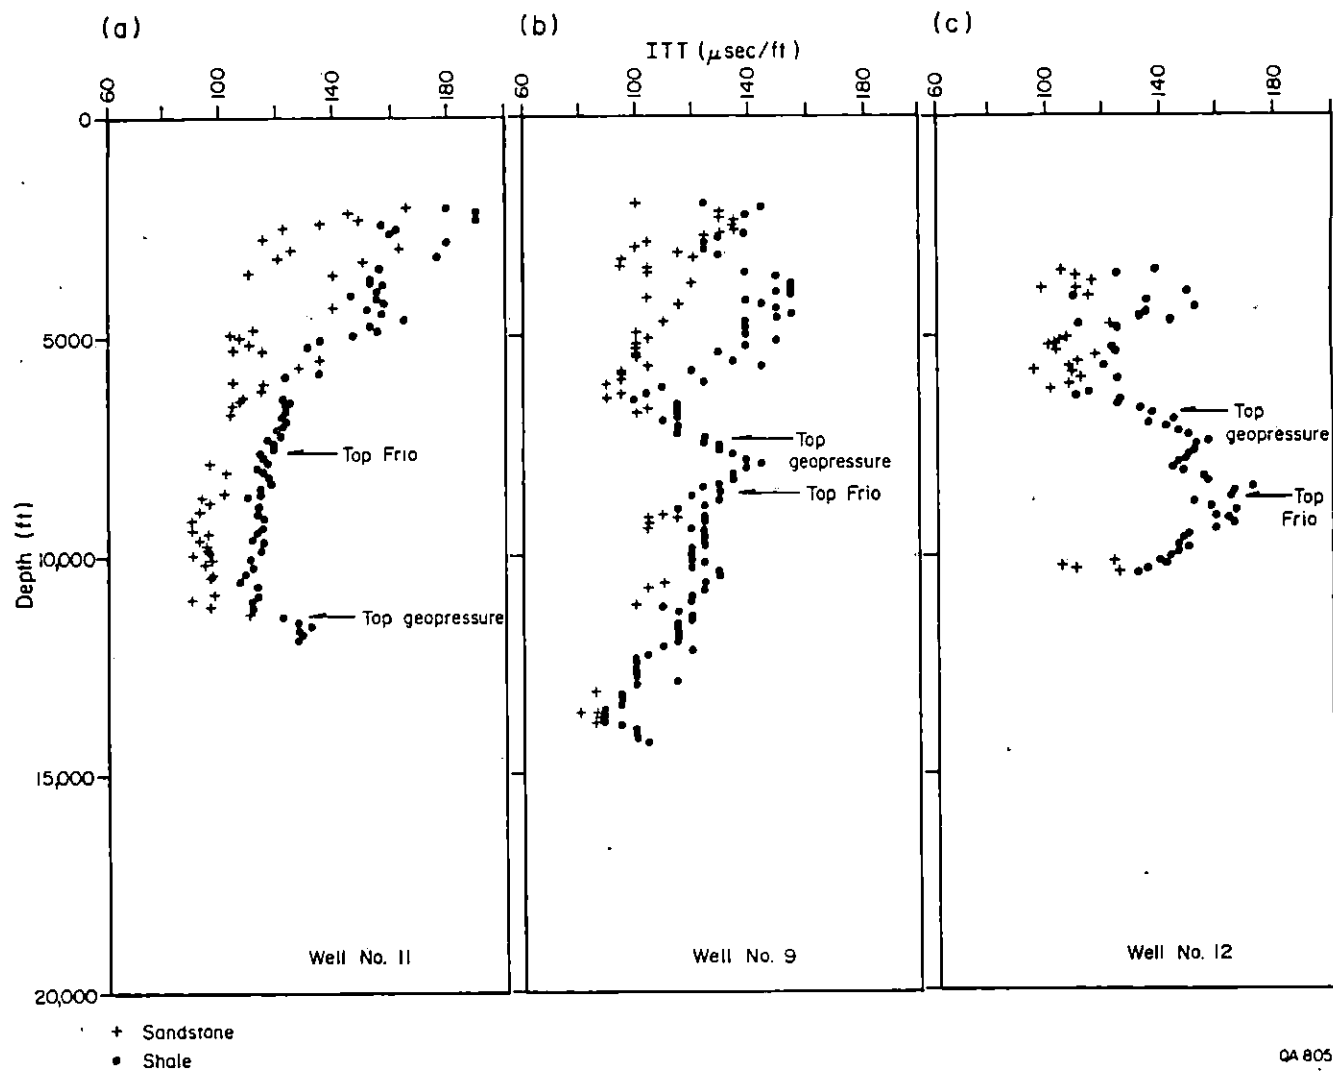 (a)
(b)
(c)
ITT (μsec/ft)
60 100 140 180
60 100 140 180
60 100 140 180
0
5000
10,000
15,000
20,000
Depth (ft)
Top Frio
Top geopressure
Top
geopressure
Top Frio
Top
geopressure
Top
Frio
Well No. 11
Well No. 9
Well No. 12
+ Sandstone
• Shale
QA 805